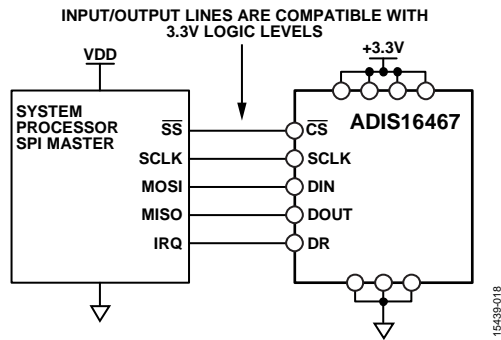 INPUT/OUTPUT LINES ARE COMPATIBLE WITH
3.3V LOGIC LEVELS
VDD
+3.3V
SYSTEM
PROCESSOR
SPI MASTER
ADIS16467
SS
CS
SCLK
SCLK
MOSI
DIN
MISO
DOUT
IRQ
DR
15439-018